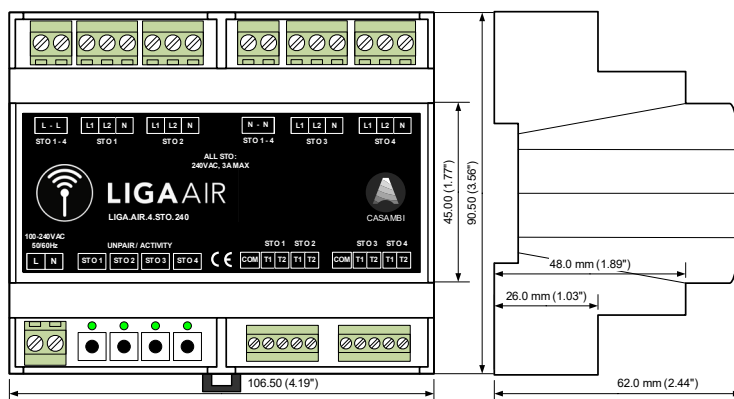 L - L
L1 L2 N
L1 L2 N
N - N
L1 L2 N
L1 L2 N
STO 1 - 4
STO 1
STO 2
STO 1 - 4
STO 3
STO 4
ALL STO:
240VAC, 3A MAX
LIGAAIR
LIGA.AIR.4.STO.240
CASAMBI
100-240VAC
50/60Hz
L N
UNPAIR / ACTIVITY
STO 1 STO 2 STO 3 STO 4
CE
STO 1 STO 2
COM T1 T2 T1 T2
STO 3 STO 4
COM T1 T2 T1 T2
45.00 (1.77")
90.50 (3.56")
48.0 mm (1.89")
26.0 mm (1.03")
106.50 (4.19")
62.0 mm (2.44")